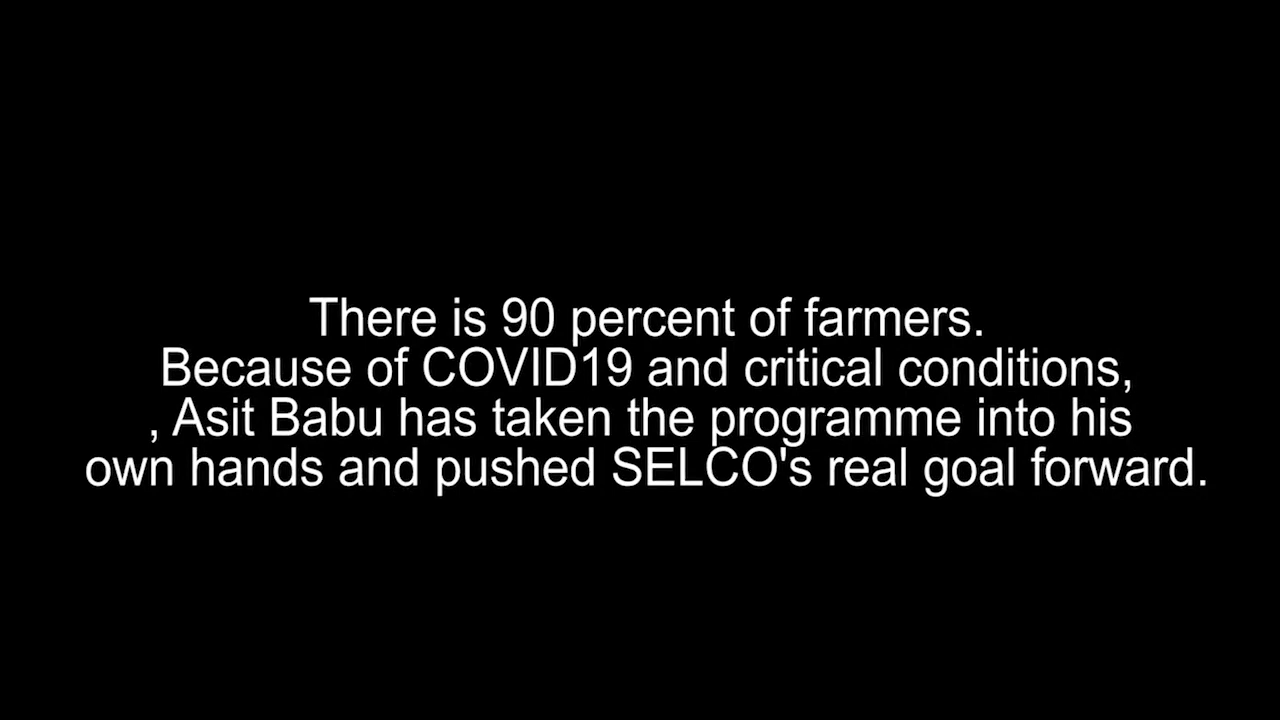 There is 90 percent of farmers.
Because of COVID19 and critical conditions,
, Asit Babu has taken the programme into his
own hands and pushed SELCO's real goal forward.